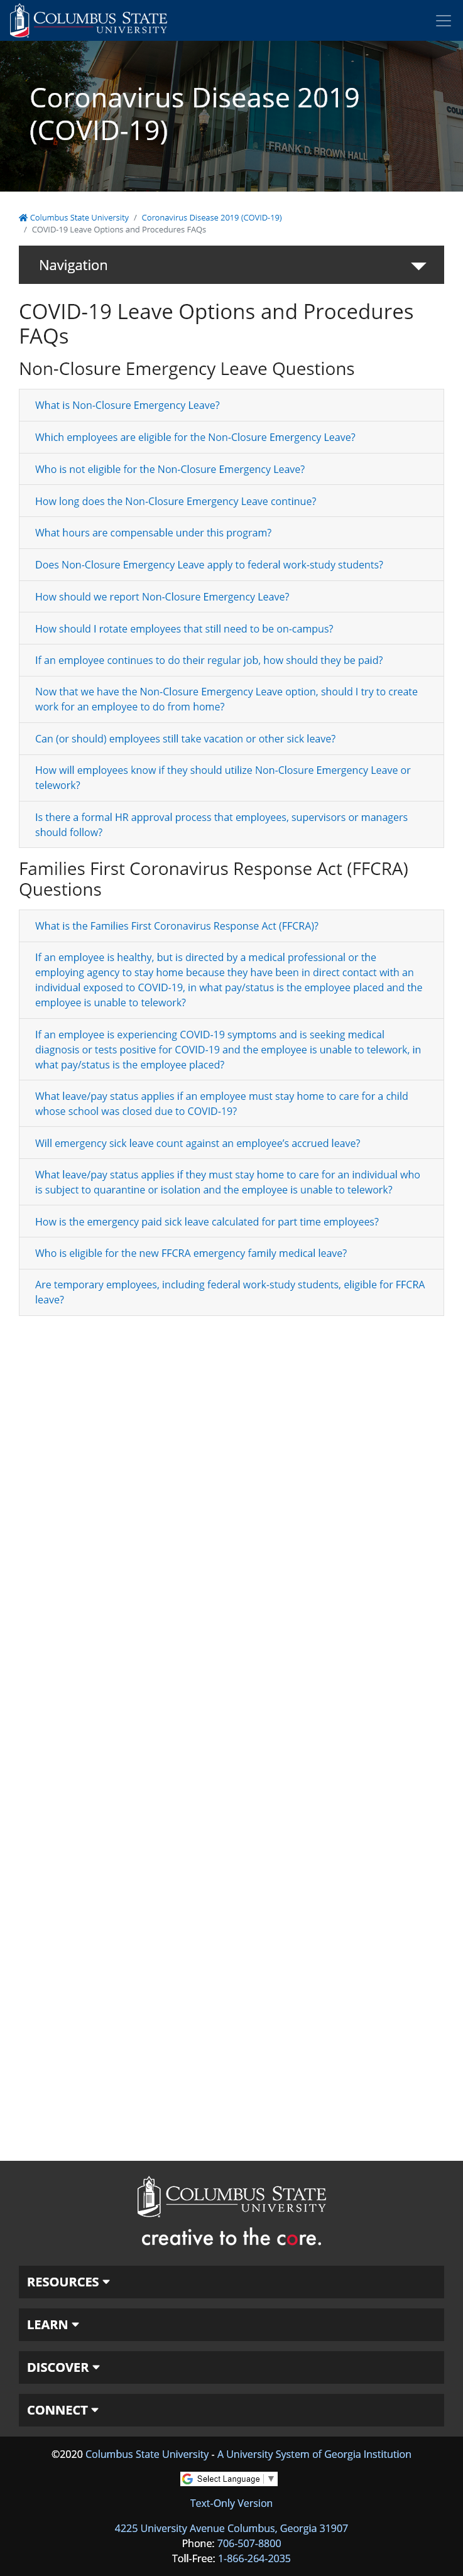 COLUMBUS STATE
UNIVERSITY
Coronavirus Disease 2019
(COVID-19)
FRANK D. BROWN HALL
COLU
Columbus State University / Coronavirus Disease 2019 (COVID-19)
/ COVID-19 Leave Options and Procedures FAQs
Navigation
COVID-19 Leave Options and Procedures
FAQs
Non-Closure Emergency Leave Questions
What is Non-Closure Emergency Leave?
Which employees are eligible for the Non-Closure Emergency Leave?
Who is not eligible for the Non-Closure Emergency Leave?
How long does the Non-Closure Emergency Leave continue?
What hours are compensable under this program?
Does Non-Closure Emergency Leave apply to federal work-study students?
How should we report Non-Closure Emergency Leave?
How should I rotate employees that still need to be on-campus?
If an employee continues to do their regular job, how should they be paid?
Now that we have the Non-Closure Emergency Leave option, should I try to create
work for an employee to do from home?
Can (or should) employees still take vacation or other sick leave?
How will employees know if they should utilize Non-Closure Emergency Leave or
telework?
Is there a formal HR approval process that employees, supervisors or managers
should follow?
Families First Coronavirus Response Act (FFCRA)
Questions
What is the Families First Coronavirus Response Act (FFCRA)?
If an employee is healthy, but is directed by a medical professional or the
employing agency to stay home because they have been in direct contact with an
individual exposed to COVID-19, in what pay/status is the employee placed and the
employee is unable to telework?
If an employee is experiencing COVID-19 symptoms and is seeking medical
diagnosis or tests positive for COVID-19 and the employee is unable to telework, in
what pay/status is the employee placed?
What leave/pay status applies if an employee must stay home to care for a child
whose school was closed due to COVID-19?
Will emergency sick leave count against an employee's accrued leave?
What leave/pay status applies if they must stay home to care for an individual who
is subject to quarantine or isolation and the employee is unable to telework?
How is the emergency paid sick leave calculated for part time employees?
Who is eligible for the new FFCRA emergency family medical leave?
Are temporary employees, including federal work-study students, eligible for FFCRA
leave?
COLUMBUS STATE
UNIVERSITY
creative to the core.
RESOURCES
LEARN
DISCOVER
CONNECT
©2020 Columbus State University - A University System of Georgia Institution
Select Language ▼
Text-Only Version
4225 University Avenue Columbus, Georgia 31907
Phone: 706-507-8800
Toll-Free: 1-866-264-2035